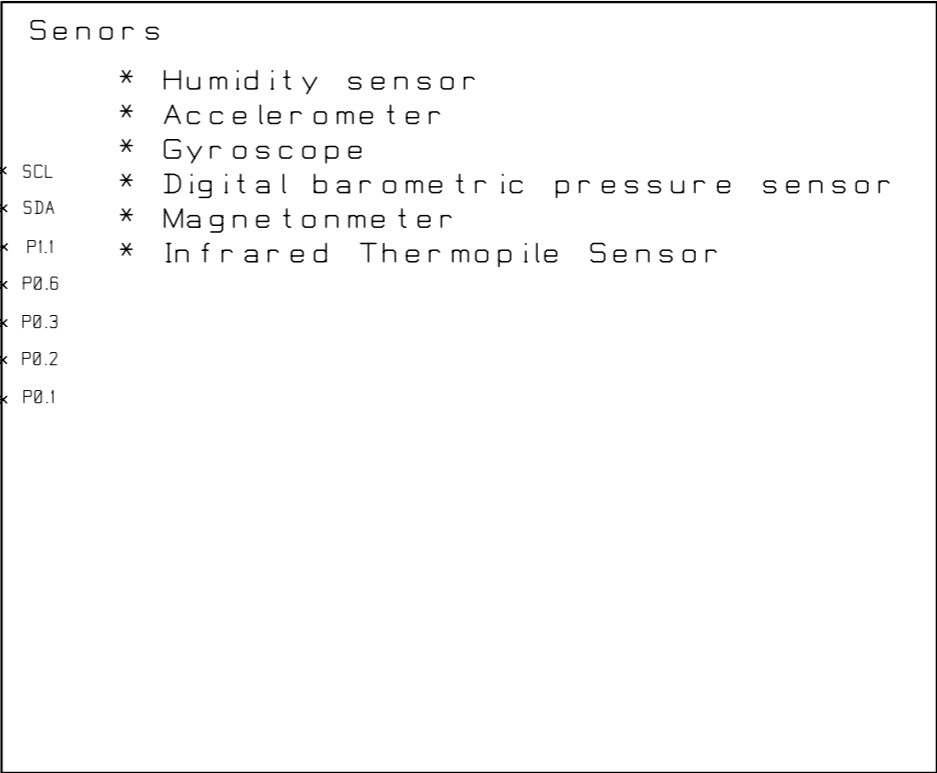 Senors
* Humidity sensor
* Accelerometer
* Gyroscope
* Digital barometric pressure sensor
* Magnetonmeter
* Infrared Thermopile Sensor
SCL
SDA
P1.1
P0.6
P0.3
P0.2
P0.1